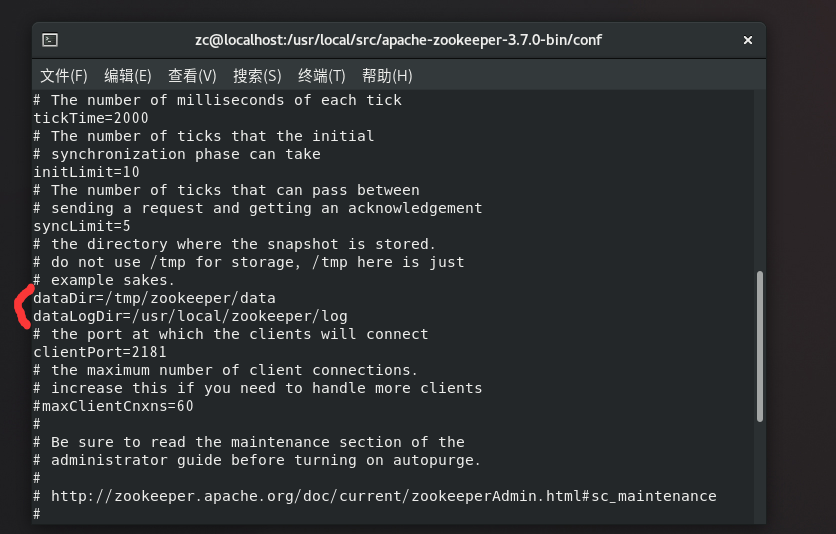 zc@localhost:/usr/local/src/apache-zookeeper-3.7.0-bin/conf
文件(F) 编辑(E) 查看(V) 搜索(S) 终端(T) 帮助(H)
# The number of milliseconds of each tick
tickTime=2000
# The number of ticks that the initial
# synchronization phase can take
initLimit=10
# The number of ticks that can pass between
# sending a request and getting an acknowledgement
syncLimit=5
# the directory where the snapshot is stored.
# do not use /tmp for storage, /tmp here is just
# example sakes.
dataDir=/tmp/zookeeper/data
dataLogDir=/usr/local/zookeeper/log
# the port at which the clients will connect
clientPort=2181
# the maximum number of client connections.
# increase this if you need to handle more clients
#maxClientCnxns=60
#
# Be sure to read the maintenance section of the
# administrator guide before turning on autopurge.
#
# http://zookeeper.apache.org/doc/current/zookeeperAdmin.html#sc_maintenance
#